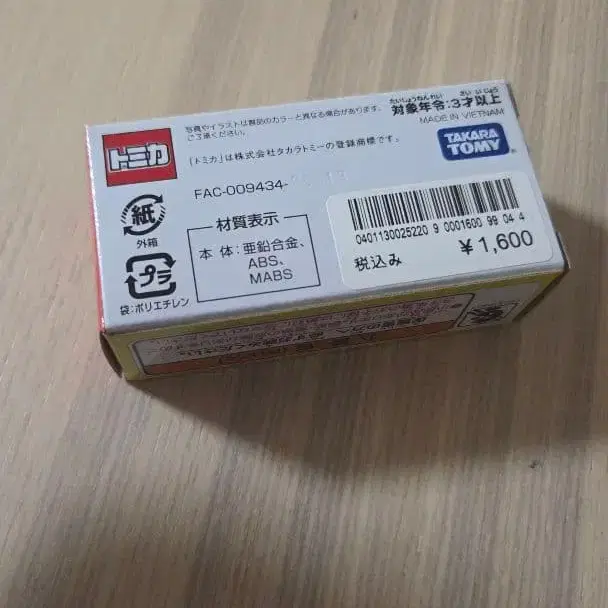 写真やイラストは製品のカラーと異なる場合があります。
ご了承ください。
たいしょうねんれい さい いじょう
対象年令:3才以上
MADE IN VIETNAM
トミカ
「トミカ」は株式会社タカラトミーの登録商標です。
TAKARA
TOMY
FAC-009434-
紙
外箱
プラ
袋:ポリエチレン
材質表示
本 体:亜鉛合金、
ABS、
MABS
0401130025220 9 0001600 99 04 4
¥1,600
税込み